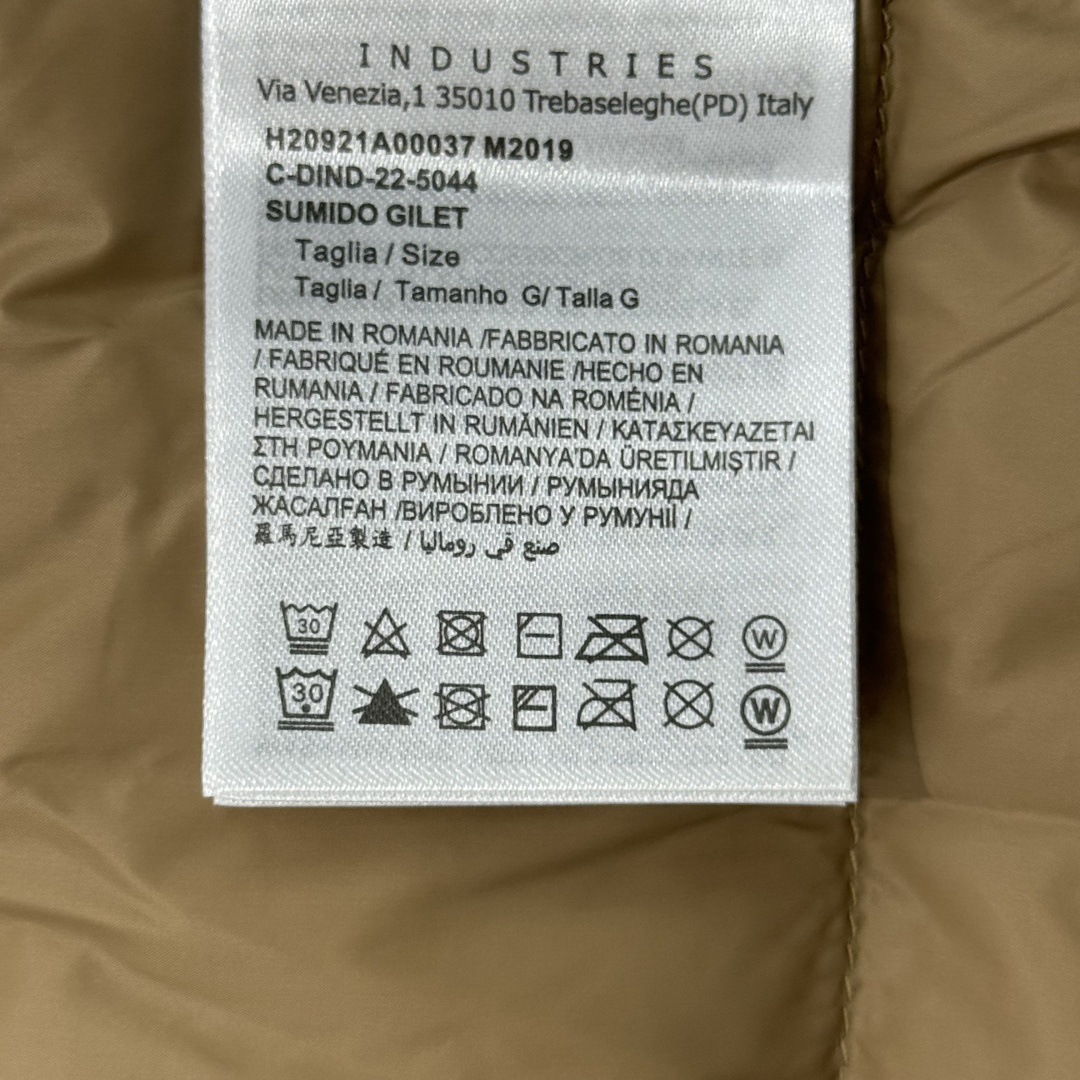 INDUSTRIES
Via Venezia,1 35010 Trebaseleghe(PD) Italy
H20921A00037 M2019
C-DIND-22-5044
SUMIDO GILET
Taglia / Size
Taglia / Tamanho G/ Talla G
MADE IN ROMANIA /FABBRICATO IN ROMANIA
/ FABRIQUÉ EN ROUMANIE /HECHO EN
RUMANIA / FABRICADO NA ROMÉNIA /
HERGESTELLT IN RUMÄNIEN / ΚΑΤΑΣΚΕΥΑΖΕΤΑΙ
ΣΤΗ ΡΟΥΜΑΝΙΑ / ROMANYA'DA ÜRETILMIŞTIR /
СДЕЛАНО В РУМЫНИИ / РУМЫНИЯДА
ЖАСАЛҒАН /ВИРОБЛЕНО У РУМУНІЇ /
羅馬尼亞製造 / صنع في رومانيا
30 W
30 W